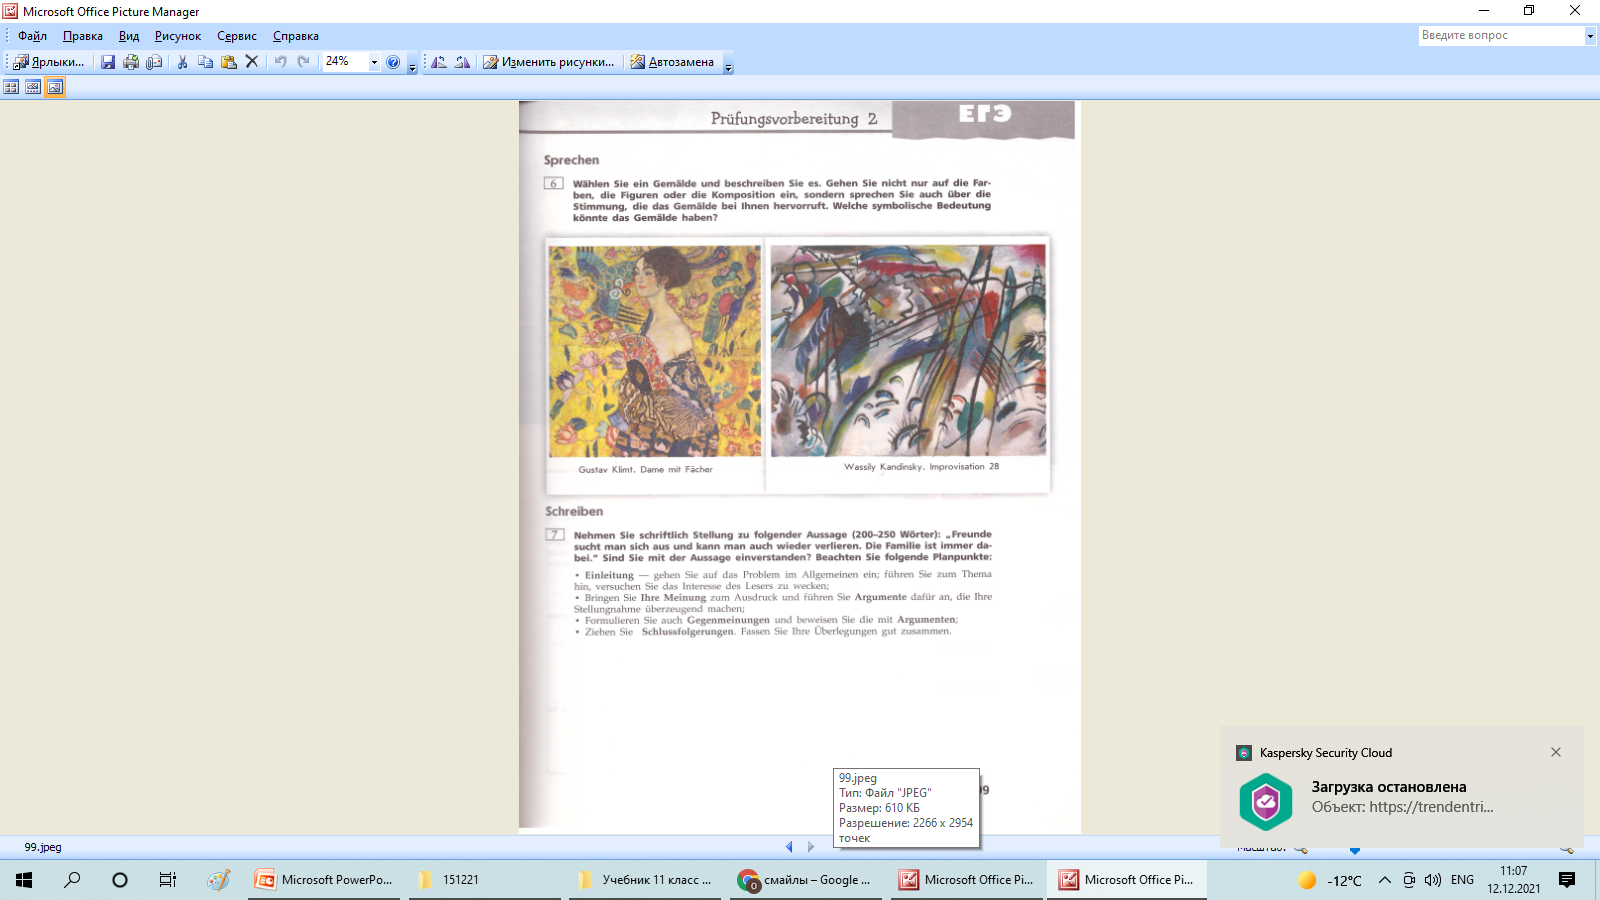 Microsoft Office Picture Manager
Файл Правка Вид Рисунок Сервис Справка
Введите вопрос
Ярлыки... 24% Изменить рисунки... Автозамена
Prüfungsvorbereitung 2 ЕГЭ
Sprechen
6 Wählen Sie ein Gemälde und beschreiben Sie es. Gehen Sie nicht nur auf die Far-
ben, die Figuren oder die Komposition ein, sondern sprechen Sie auch über die
Stimmung, die das Gemälde bei Ihnen hervorruft. Welche symbolische Bedeutung
könnte das Gemälde haben?
Gustav Klimt. Dame mit Fächer
Wassily Kandinsky. Improvisation 28
Schreiben
7 Nehmen Sie schriftlich Stellung zu folgender Aussage (200–250 Wörter): „Freunde
sucht man sich aus und kann man auch wieder verlieren. Die Familie ist immer da-
bei.“ Sind Sie mit der Aussage einverstanden? Beachten Sie folgende Planpunkte:
• Einleitung — gehen Sie auf das Problem im Allgemeinen ein; führen Sie zum Thema
hin, versuchen Sie das Interesse des Lesers zu wecken;
• Bringen Sie Ihre Meinung zum Ausdruck und führen Sie Argumente dafür an, die Ihre
Stellungnahme überzeugend machen;
• Formulieren Sie auch Gegenmeinungen und beweisen Sie die mit Argumenten;
• Ziehen Sie Schlussfolgerungen. Fassen Sie Ihre Überlegungen gut zusammen.
99.jpeg
Тип: Файл "JPEG"
Размер: 610 КБ
Разрешение: 2266 x 2954
точек
Kaspersky Security Cloud
Загрузка остановлена
Объект: https://trendentri...
99.jpeg
Microsoft PowerPo... 151221 Учебник 11 класс ... смайлы – Google ... Microsoft Office Pi... Microsoft Office Pi... -12°C ENG 11:07
12.12.2021